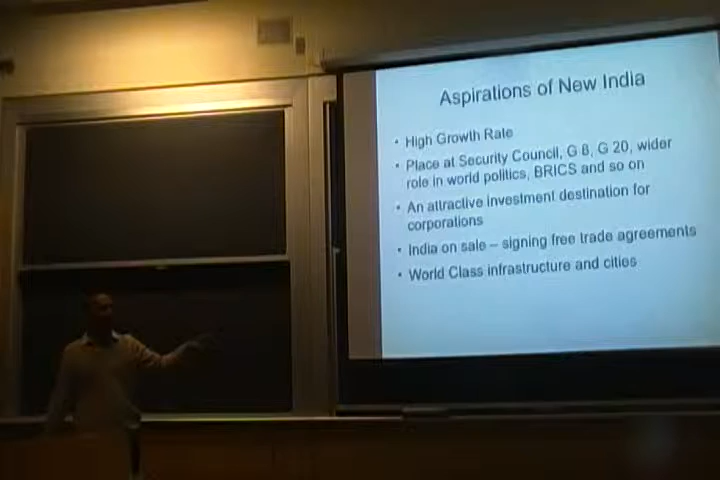 Aspirations of New India
• High Growth Rate
• Place at Security Council, G 8, G 20, wider
role in world politics, BRICS and so on
• An attractive investment destination for
corporations
• India on sale – signing free trade agreements
• World Class infrastructure and cities